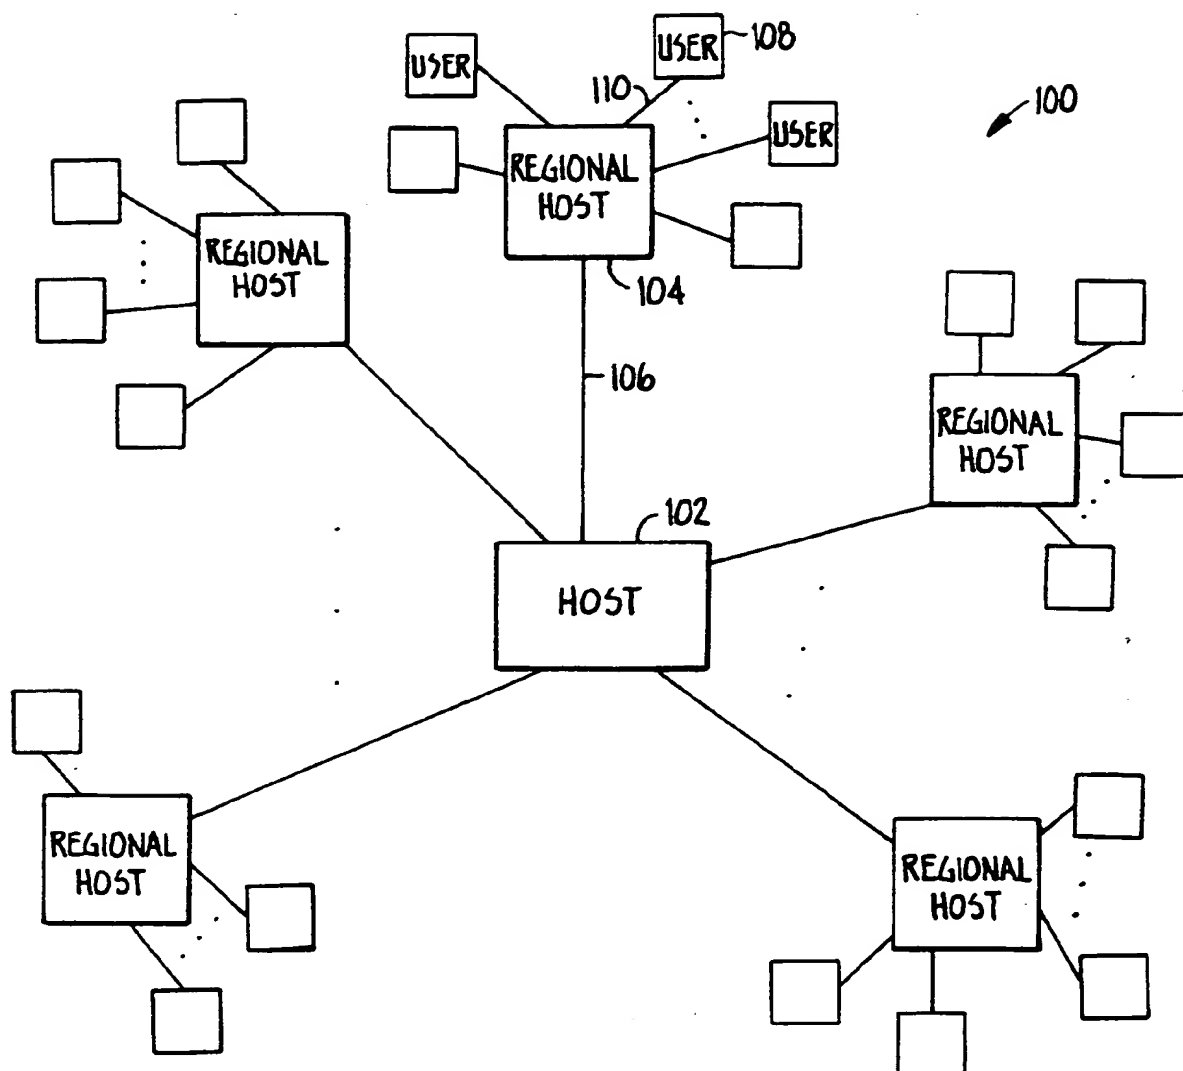 USER
USER
108
110
USER
100
REGIONAL
HOST
104
REGIONAL
HOST
106
REGIONAL
HOST
102
HOST
REGIONAL
HOST
REGIONAL
HOST